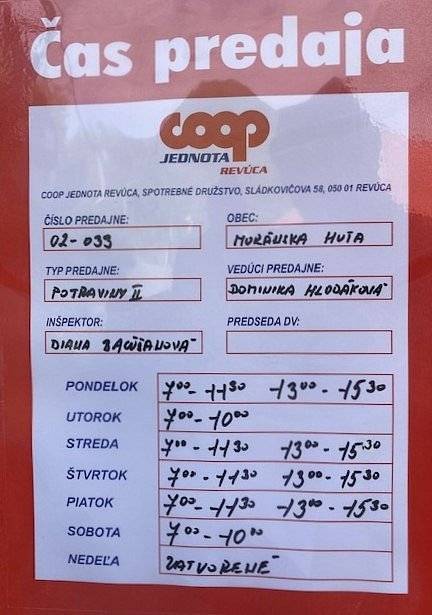 Čas predaja
coop
JEDNOTA
REVÚCA
COOP JEDNOTA REVÚCA, SPOTREBNÉ DRUŽSTVO, SLÁDKOVIČOVA 58, 050 01 REVÚCA
ČÍSLO PREDAJNE: OBEC:
02-039 MURÁNSKA HUTA
TYP PREDAJNE: VEDÚCI PREDAJNE:
POTRAVINY II DOMINIKA HLODÁKOVÁ
INŠPEKTOR: PREDSEDA DV:
DIANA
PONDELOK 7⁰⁰-11³⁰ 13⁰⁰-15³⁰
UTOROK 7⁰⁰-10⁰⁰
STREDA 7⁰⁰-11³⁰ 13⁰⁰-15³⁰
ŠTVRTOK 7⁰⁰-11³⁰ 13⁰⁰-15³⁰
PIATOK 7⁰⁰-11³⁰ 13⁰⁰-15³⁰
SOBOTA 7⁰⁰-10⁰⁰
NEDEĽA ZATVORENÉ